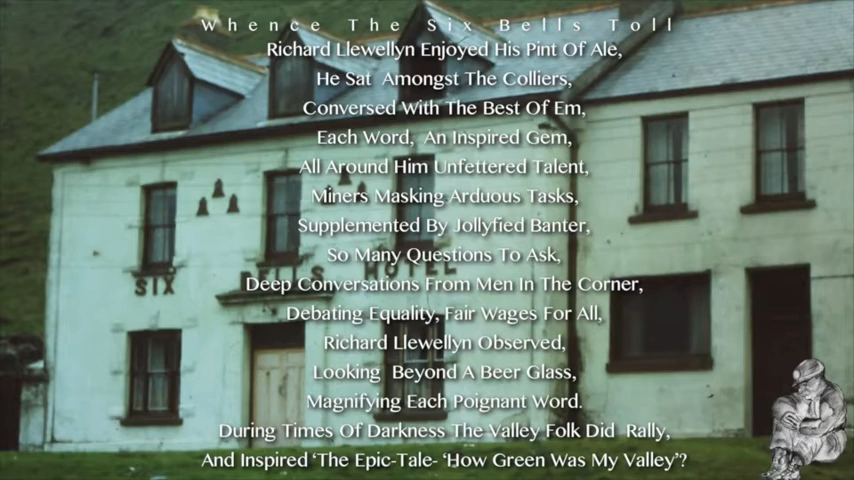 Whence The Six Bells Toll
Richard Llewellyn Enjoyed His Pint Of Ale,
He Sat Amongst The Colliers,
Conversed With The Best Of Em,
Each Word, An Inspired Gem,
All Around Him Unfettered Talent,
Miners Masking Arduous Tasks,
Supplemented By Jollyfied Banter,
So Many Questions To Ask,
SIX BELLS HOTEL
Deep Conversations From Men In The Corner,
Debating Equality, Fair Wages For All,
Richard Llewellyn Observed,
Looking Beyond A Beer Glass,
Magnifying Each Poignant Word.
During Times Of Darkness The Valley Folk Did Rally,
And Inspired ‘The Epic-Tale- ‘How Green Was My Valley’?